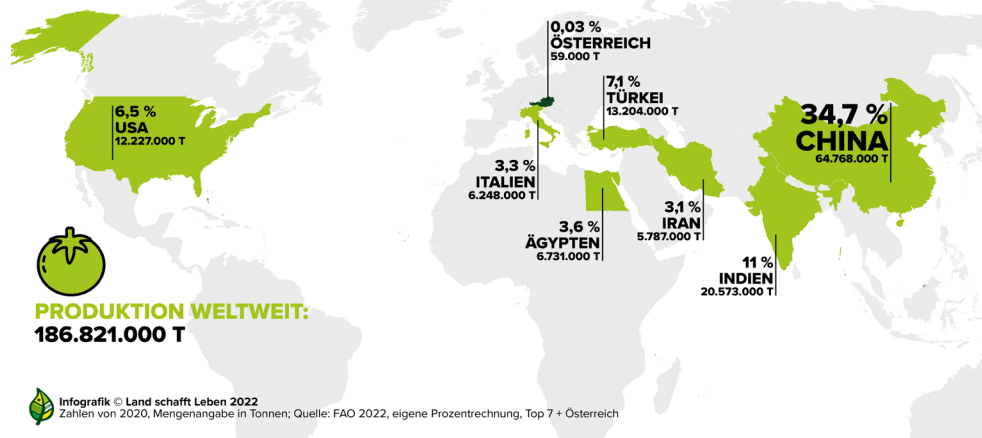 0,03 %
ÖSTERREICH
59.000 T
6,5 %
USA
12.227.000 T
7,1 %
TÜRKEI
13.204.000 T
34,7 %
CHINA
64.768.000 T
3,3 %
ITALIEN
6.248.000 T
3,6 %
ÄGYPTEN
6.731.000 T
3,1 %
IRAN
5.787.000 T
11 %
INDIEN
20.573.000 T
PRODUKTION WELTWEIT:
186.821.000 T
Infografik © Land schafft Leben 2022
Zahlen von 2020, Mengenangabe in Tonnen; Quelle: FAO 2022, eigene Prozentrechnung, Top 7 + Österreich